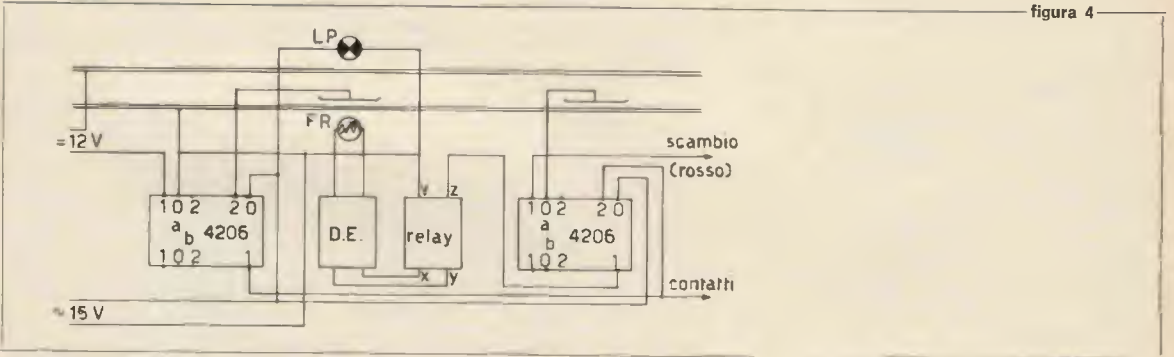 figura 4
LP
FR
= 12 V
scambio
(rosso)
1 0 2 2 0
a
b 4206
1 0 2 1
D.E.
v z
relay
x y
1 0 2 2 0
a
b 4206
1 0 2 1
contatti
≈ 15 V